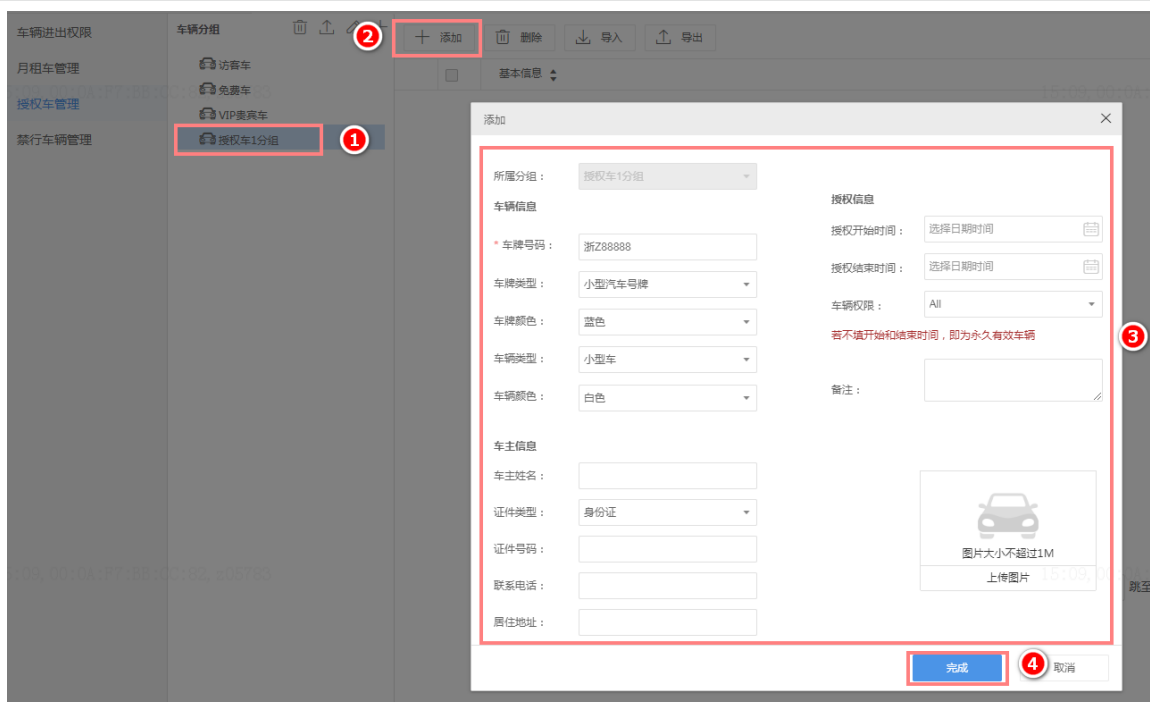 车辆进出权限
月租车管理
授权车管理
禁行车辆管理
车辆分组
访客车
免费车
VIP贵宾车
授权车1分组
1
2
添加
删除
导入
导出
基本信息
添加
所属分组：
授权车1分组
车辆信息
* 车牌号码：
浙Z88888
车牌类型：
小型汽车号牌
车牌颜色：
蓝色
车辆类型：
小型车
车辆颜色：
白色
车主信息
车主姓名：
证件类型：
身份证
证件号码：
联系电话：
居住地址：
授权信息
授权开始时间：
选择日期时间
授权结束时间：
选择日期时间
车辆权限：
All
若不填开始和结束时间，即为永久有效车辆
备注：
3
图片大小不超过1M
上传图片
跳至
完成
4
取消